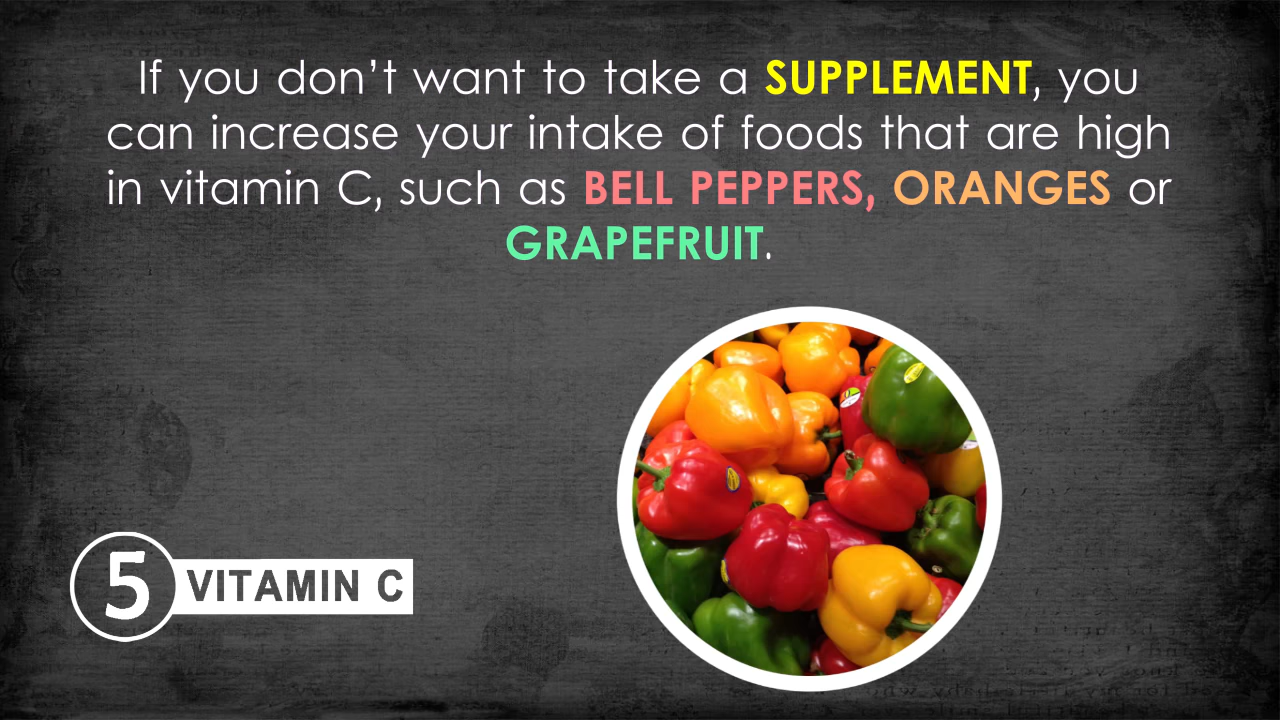 If you don’t want to take a SUPPLEMENT, you
can increase your intake of foods that are high
in vitamin C, such as BELL PEPPERS, ORANGES or
GRAPEFRUIT.
5 VITAMIN C